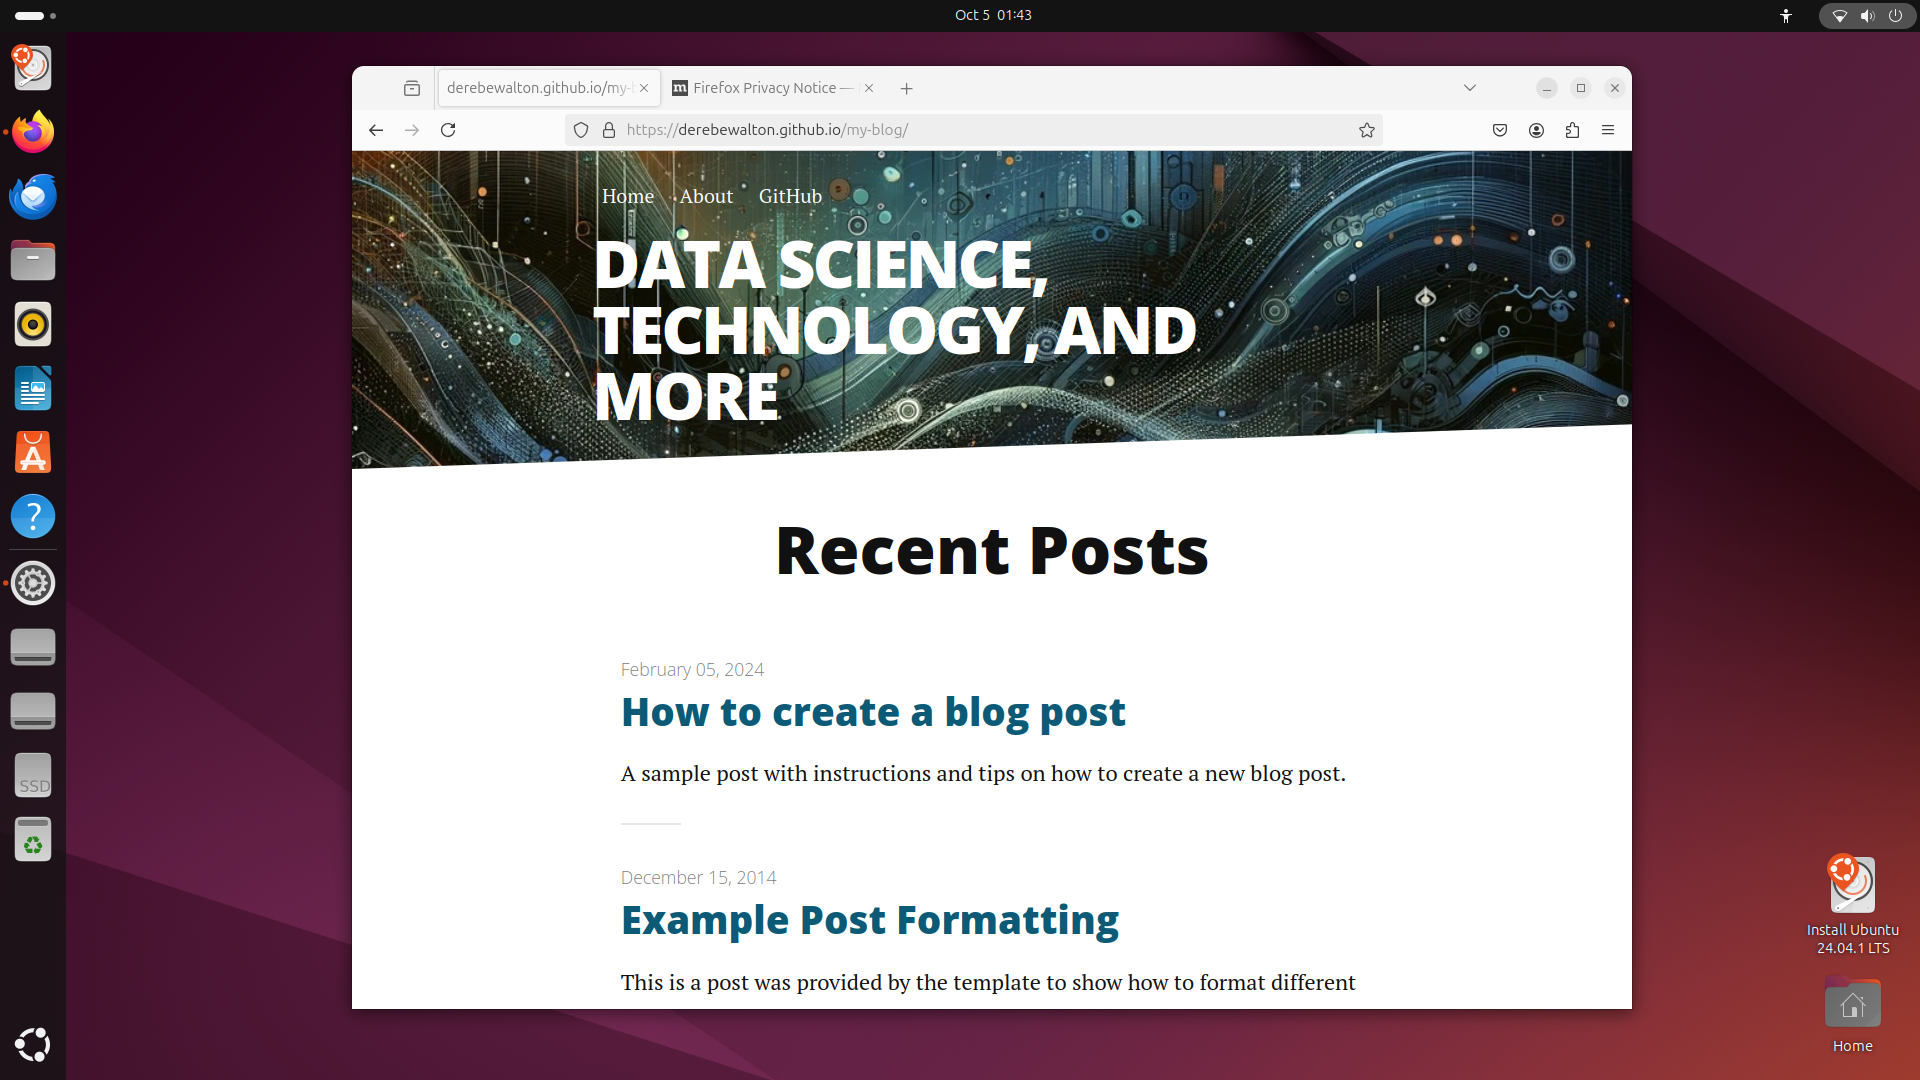 Oct 5 01:43
derebewalton.github.io/my-b
Firefox Privacy Notice —
https://derebewalton.github.io/my-blog/
Home About GitHub
DATA SCIENCE,
TECHNOLOGY, AND
MORE
Recent Posts
February 05, 2024
How to create a blog post
A sample post with instructions and tips on how to create a new blog post.
December 15, 2014
Example Post Formatting
This is a post was provided by the template to show how to format different
SSD
Install Ubuntu
24.04.1 LTS
Home